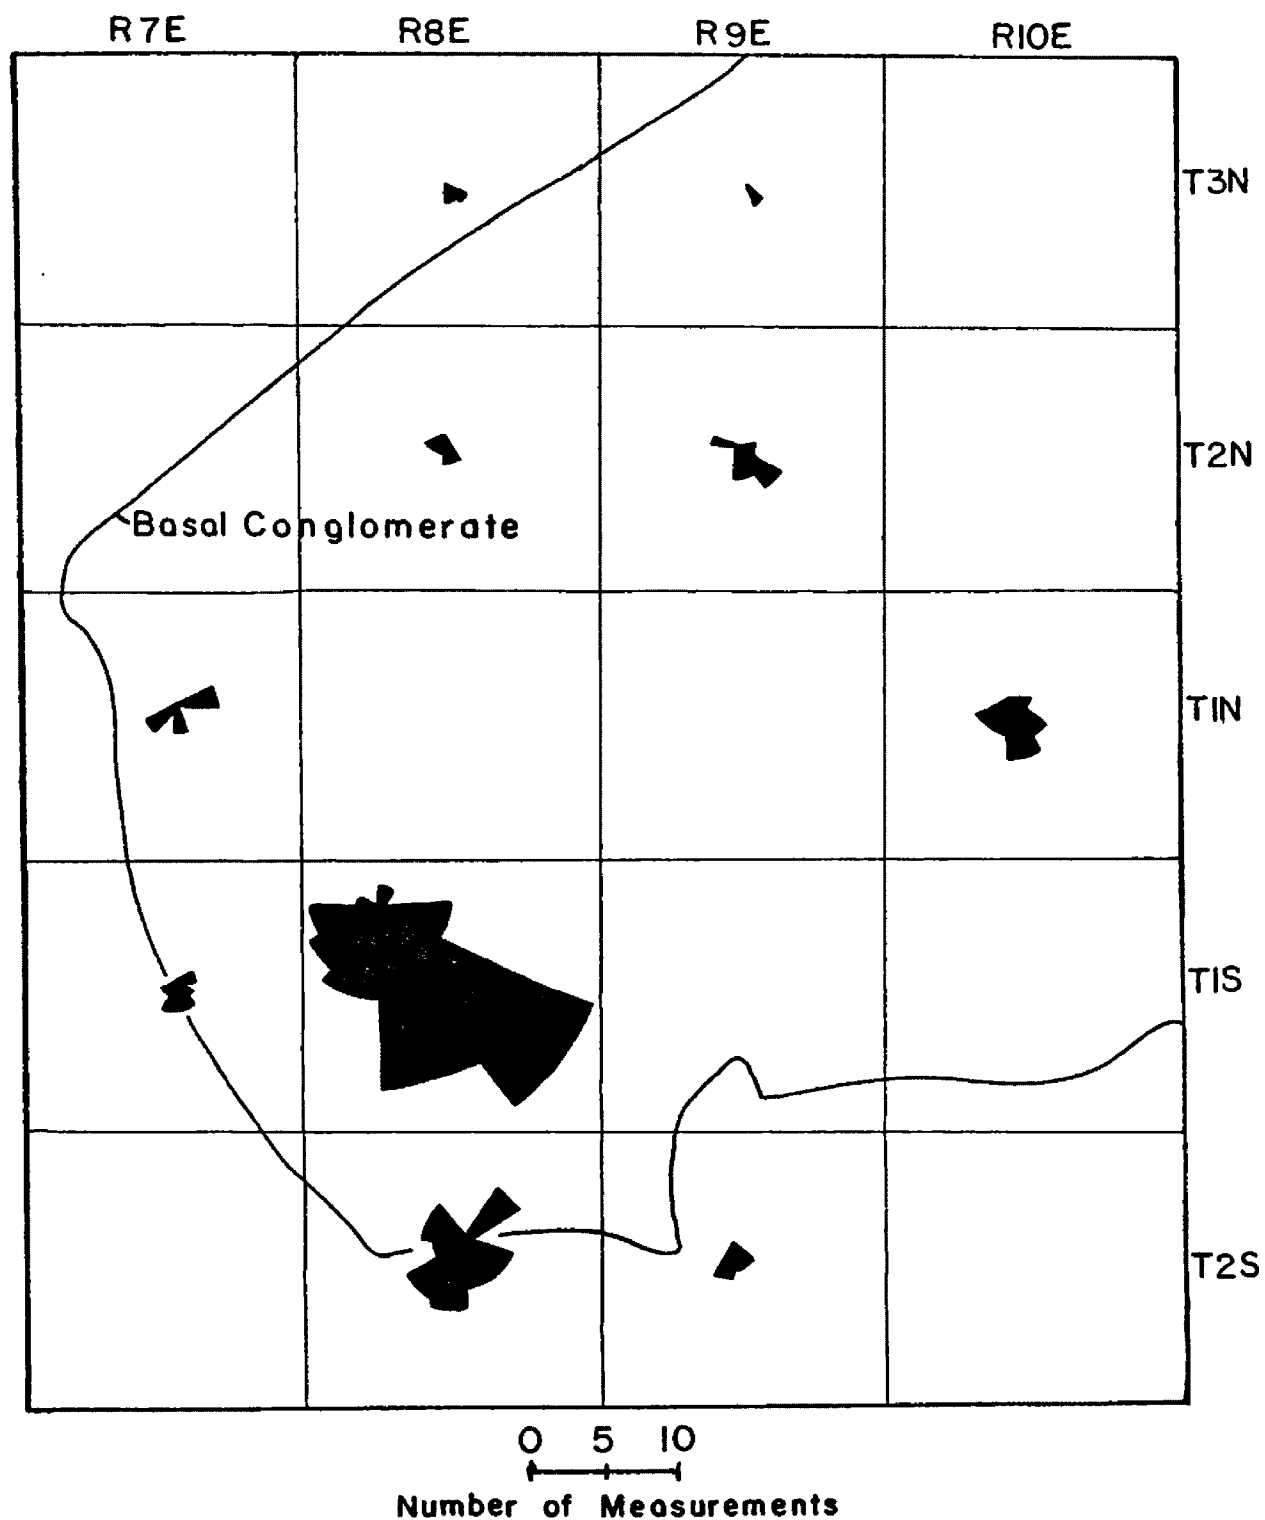 R7E R8E R9E R10E
T3N
T2N
Basal Conglomerate
T1N
T1S
T2S
0 5 10
Number of Measurements